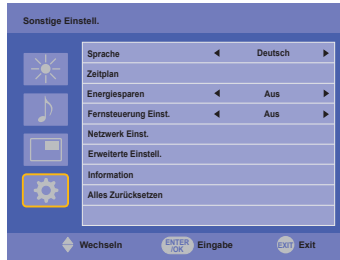 Sonstige Einstell.
Sprache Deutsch
Zeitplan
Energiesparen Aus
Fernsteuerung Einst. Aus
Netzwerk Einst.
Erweiterte Einstell.
Information
Alles Zurücksetzen
Wechseln ENTER /OK Eingabe EXIT Exit